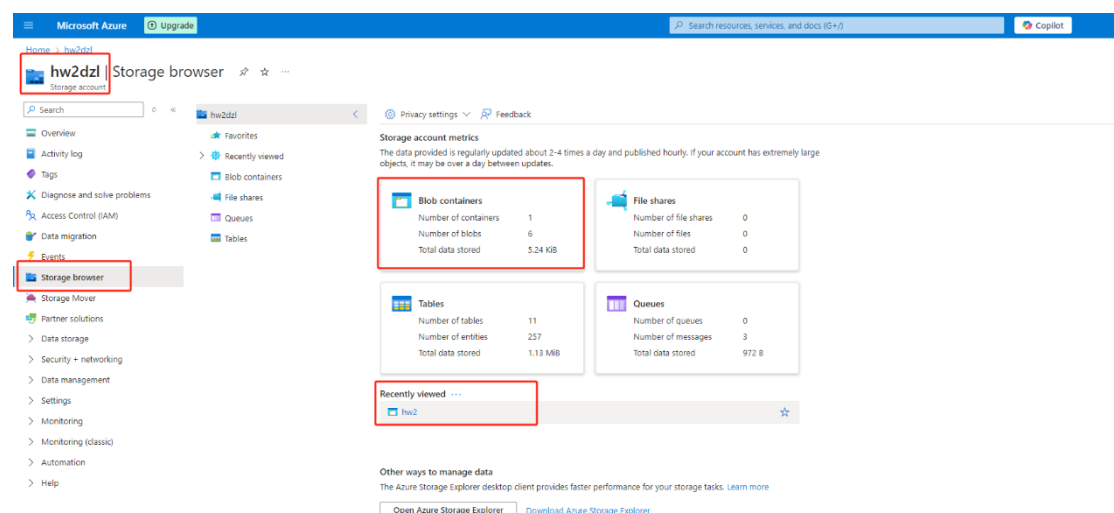 Microsoft Azure
Upgrade
Search resources, services, and docs (G+/)
Copilot
Home > hw2dzl
hw2dzl | Storage browser
Storage account
Search
Overview
Activity log
Tags
Diagnose and solve problems
Access Control (IAM)
Data migration
Events
Storage browser
Storage Mover
Partner solutions
Data storage
Security + networking
Data management
Settings
Monitoring
Monitoring (classic)
Automation
Help
hw2dzl
Favorites
Recently viewed
Blob containers
File shares
Queues
Tables
Privacy settings
Feedback
Storage account metrics
The data provided is regularly updated about 2-4 times a day and published hourly. If your account has extremely large
objects, it may be over a day between updates.
Blob containers
Number of containers 1
Number of blobs 6
Total data stored 5.24 KiB
File shares
Number of file shares 0
Number of files 0
Total data stored 0
Tables
Number of tables 11
Number of entities 257
Total data stored 1.13 MiB
Queues
Number of queues 0
Number of messages 3
Total data stored 972 B
Recently viewed ...
hw2
Other ways to manage data
The Azure Storage Explorer desktop client provides faster performance for your storage tasks. Learn more
Open Azure Storage Explorer
Download Azure Storage Explorer